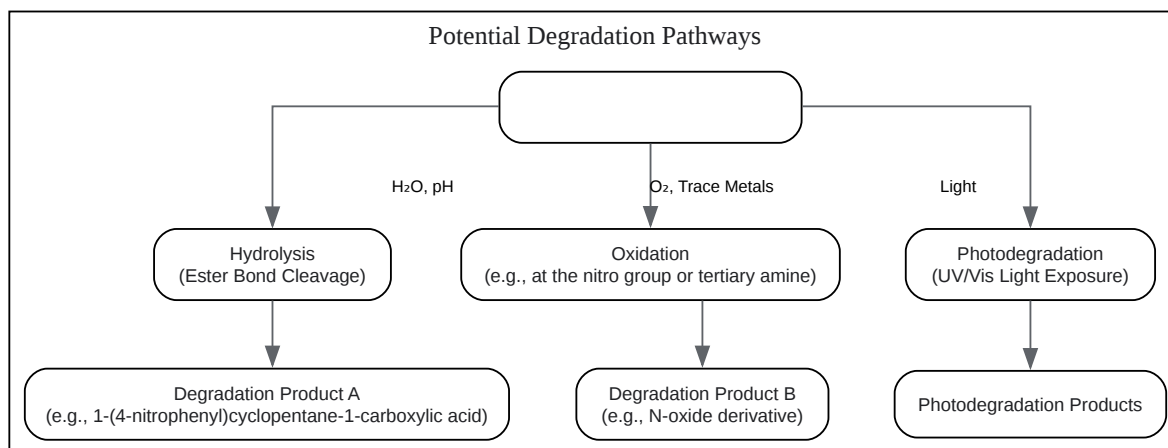 Potential Degradation Pathways
H₂O, pH
O₂, Trace Metals
Light
Hydrolysis
(Ester Bond Cleavage)
Oxidation
(e.g., at the nitro group or tertiary amine)
Photodegradation
(UV/Vis Light Exposure)
Degradation Product A
(e.g., 1-(4-nitrophenyl)cyclopentane-1-carboxylic acid)
Degradation Product B
(e.g., N-oxide derivative)
Photodegradation Products